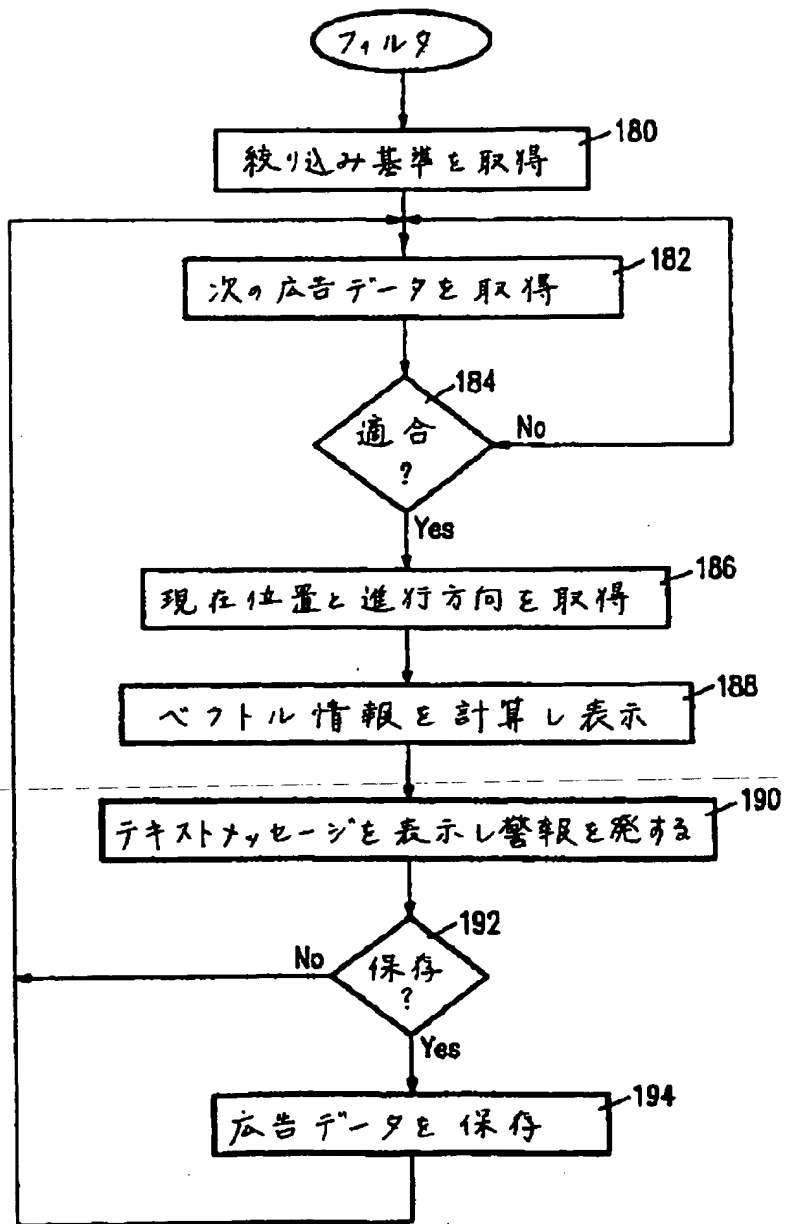 フィルタ
180
絞り込み基準を取得
182
次の広告データを取得
184
適合
?
No
Yes
186
現在位置と進行方向を取得
188
ベクトル情報を計算し表示
190
テキストメッセージを表示し警報を発する
192
No
保存
?
Yes
194
広告データを保存